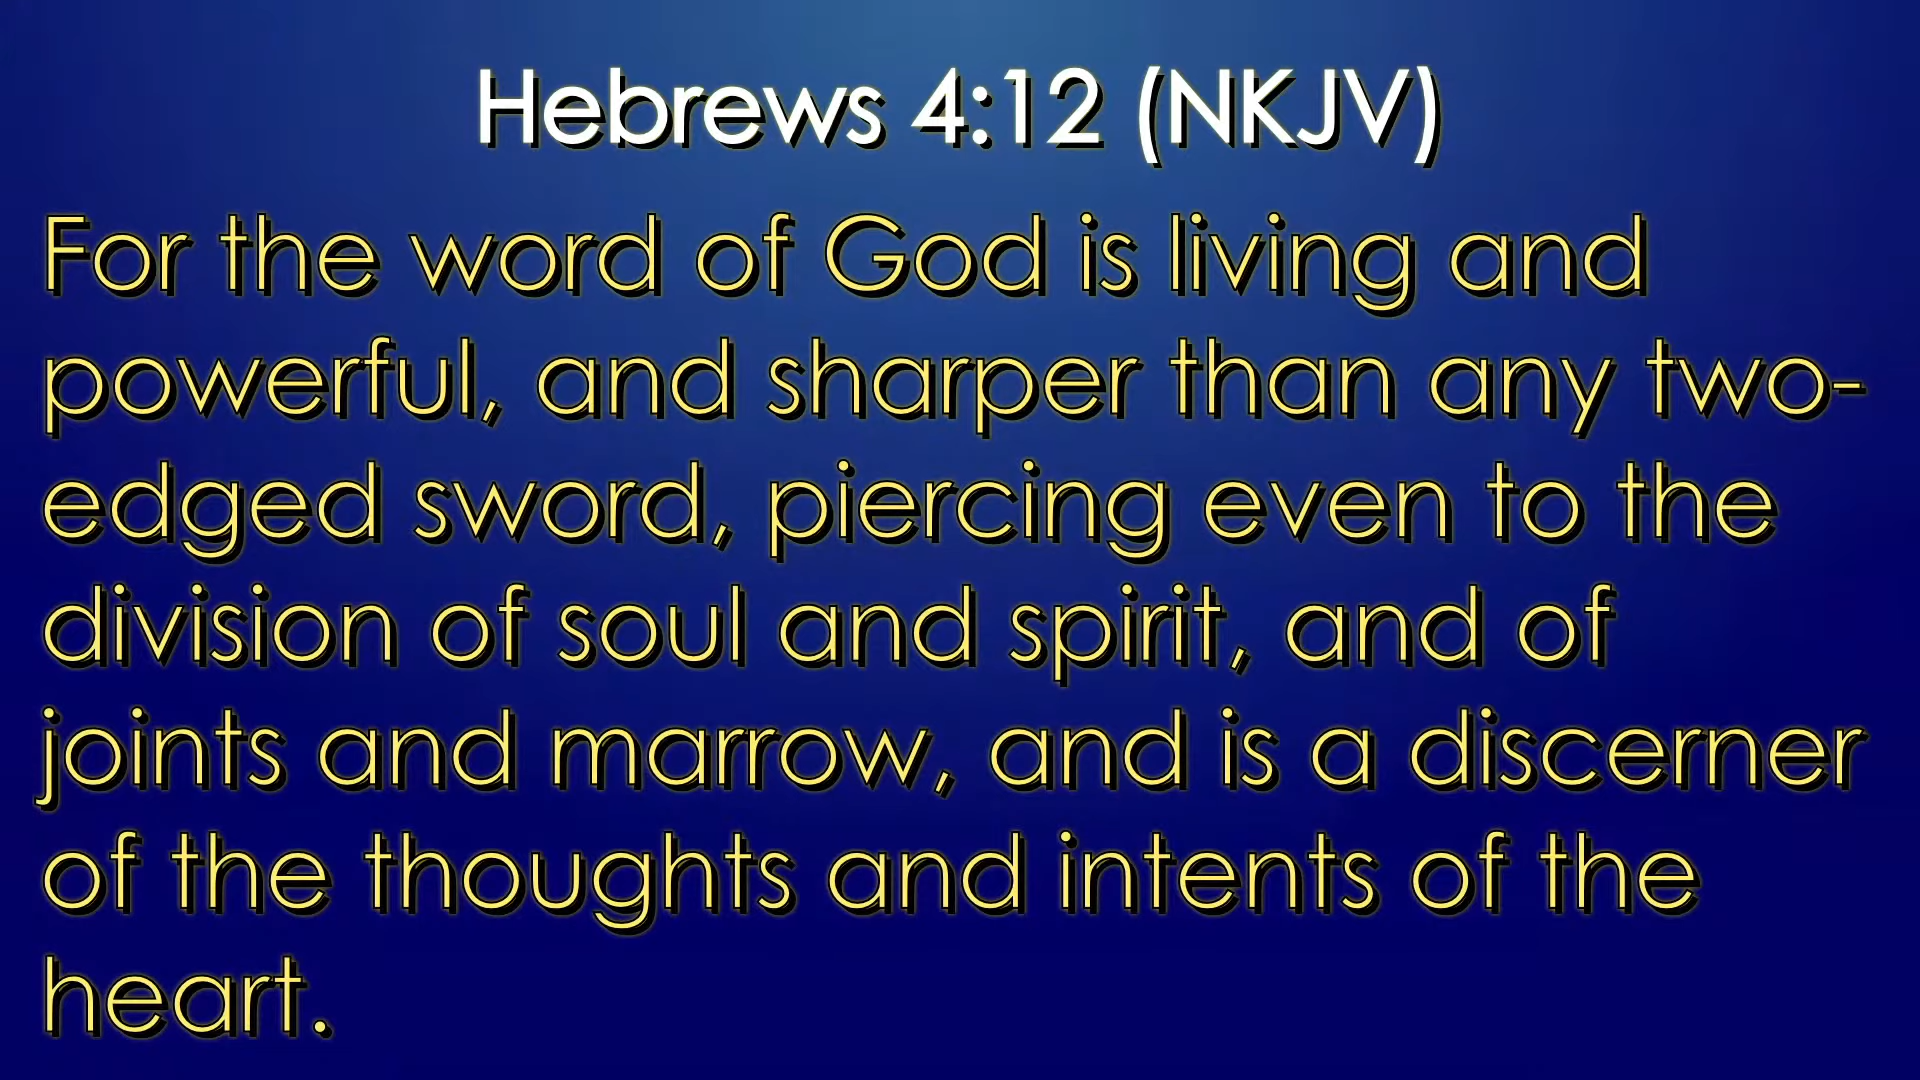 Hebrews 4:12 (NKJV)
For the word of God is living and
powerful, and sharper than any two-
edged sword, piercing even to the
division of soul and spirit, and of
joints and marrow, and is a discerner
of the thoughts and intents of the
heart.